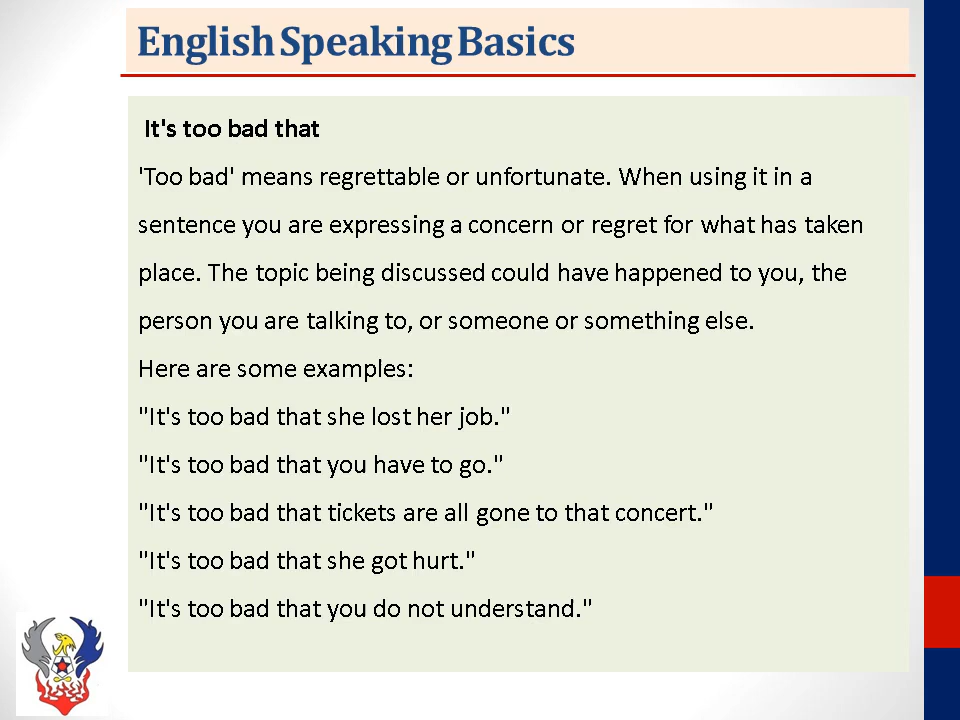 English Speaking Basics
It's too bad that
'Too bad' means regrettable or unfortunate. When using it in a
sentence you are expressing a concern or regret for what has taken
place. The topic being discussed could have happened to you, the
person you are talking to, or someone or something else.
Here are some examples:
"It's too bad that she lost her job."
"It's too bad that you have to go."
"It's too bad that tickets are all gone to that concert."
"It's too bad that she got hurt."
"It's too bad that you do not understand."